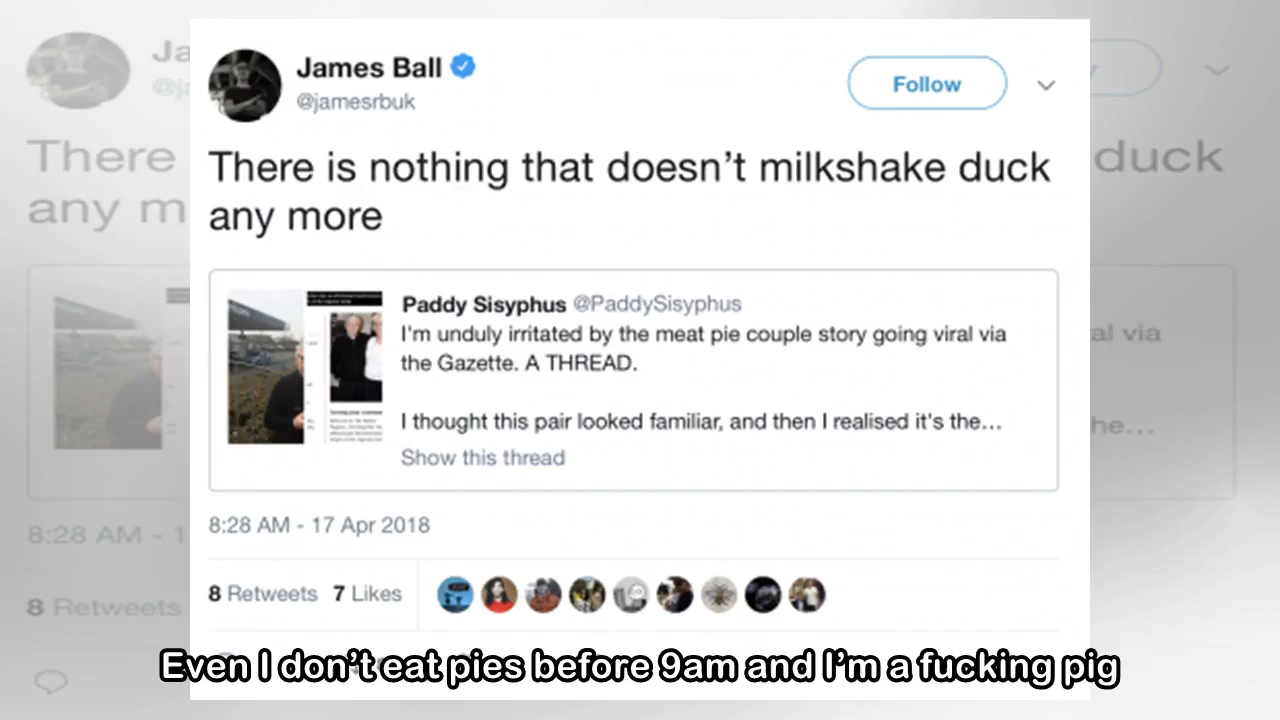 James Ball
@jamesrbuk
Follow
There is nothing that doesn’t milkshake duck
any more
Paddy Sisyphus @PaddySisyphus
I'm unduly irritated by the meat pie couple story going viral via
the Gazette. A THREAD.
I thought this pair looked familiar, and then I realised it's the...
Show this thread
8:28 AM - 17 Apr 2018
8 Retweets 7 Likes
Even I don’t eat pies before 9am and I’m a fucking pig